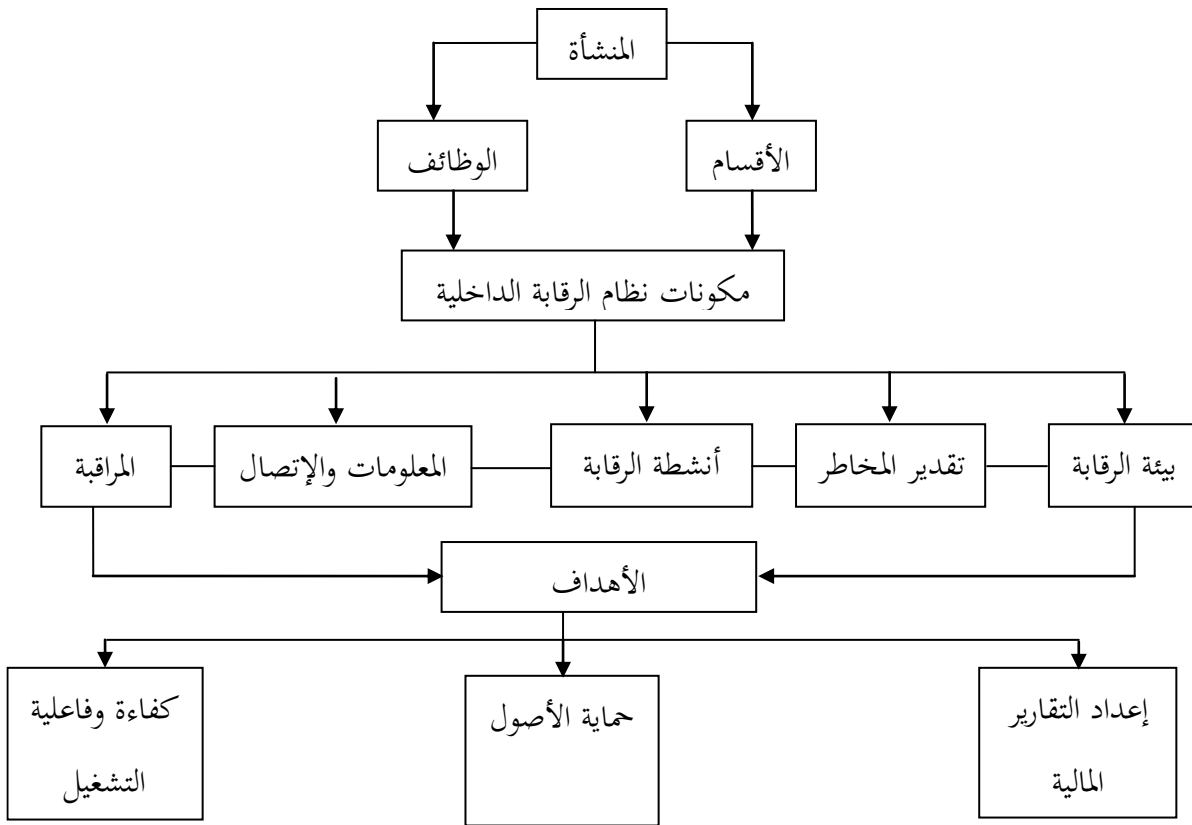 المنشأة
الأقسام
الوظائف
مكونات نظام الرقابة الداخلية
بيئة الرقابة
تقدير المخاطر
أنشطة الرقابة
المعلومات والإتصال
المراقبة
الأهداف
إعداد التقارير
المالية
حماية الأصول
كفاءة وفاعلية
التشغيل